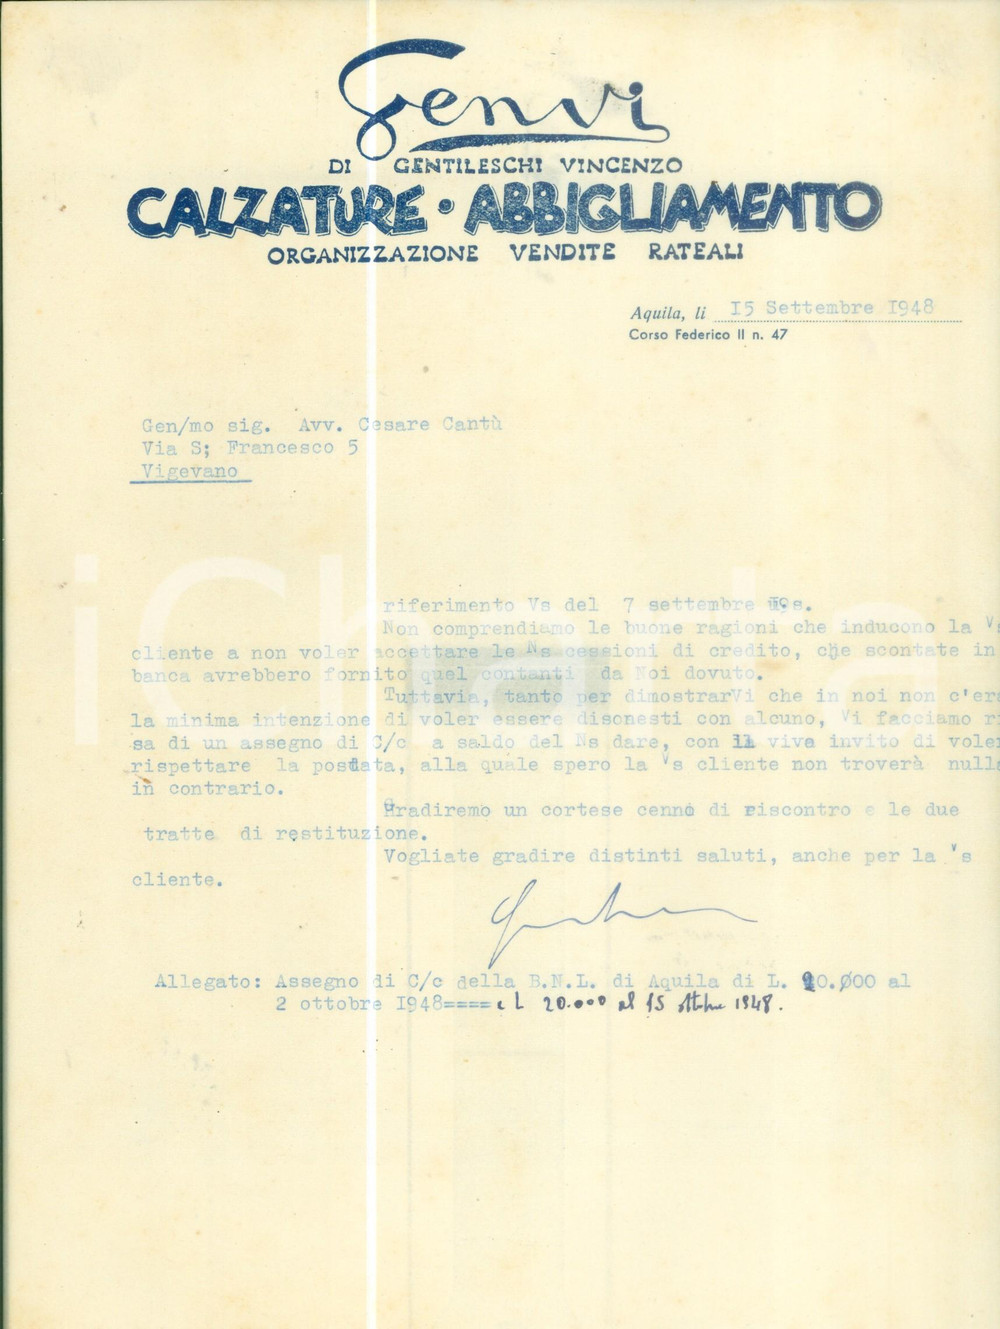 Genvi
DI GENTILESCHI VINCENZO
CALZATURE • ABBIGLIAMENTO
ORGANIZZAZIONE VENDITE RATEALI
Aquila, li 15 Settembre 1948
Corso Federico II n. 47
Gen/mo sig. Avv. Cesare Cantù
Via S; Francesco 5
Vigevano
riferimento Vs del 7 settembre
Non comprendiamo le buone ragioni che inducono la Vs
cliente a non voler accettare le Ns cessioni di credito, che scontate in
banca avrebbero fornito quel contanti da Noi dovuto.
Tuttavia, tanto per dimostrarVi che in noi non c'era
la minima intenzione di voler essere disonesti con alcuno, Vi facciamo ri
sa di un assegno di C/c a saldo del Ns dare, con il vive invito di voler
rispettare la postdata, alla quale spero la Vs cliente non troverà nulla
in contrario.
Gradiremo un cortese cenno di riscontro e le due
tratte di restituzione.
Vogliate gradire distinti saluti, anche per la Vs
cliente.
Allegato: Assegno di C/c della B.N.L. di Aquila di L. 20.000 al
2 ottobre 1948==== e L 20.000 al 15 ottobre 1948.
iCharta